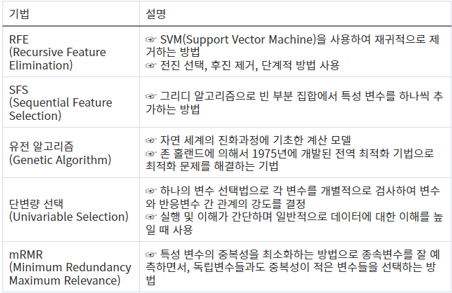 기법 설명
RFE
(Recursive Feature
Elimination)
☞ SVM(Support Vector Machine)을 사용하여 재귀적으로 제
거하는 방법
☞ 전진 선택, 후진 제거, 단계적 방법 사용
SFS
(Sequential Feature
Selection)
☞ 그리디 알고리즘으로 빈 부분 집합에서 특성 변수를 하나씩 추
가하는 방법
유전 알고리즘
(Genetic Algorithm)
☞ 자연 세계의 진화과정에 기초한 계산 모델
☞ 존 홀랜드에 의해서 1975년에 개발된 전역 최적화 기법으로
최적화 문제를 해결하는 기법
단변량 선택
(Univariable Selection)
☞ 하나의 변수 선택법으로 각 변수를 개별적으로 검사하여 변수
와 반응변수 간 관계의 강도를 결정
☞ 실행 및 이해가 간단하며 일반적으로 데이터에 대한 이해를 높
일 때 사용
mRMR
(Minimum Redundancy
Maximum Relevance)
☞ 특성 변수의 중복성을 최소화하는 방법으로 종속변수를 잘 예
측하면서, 독립변수들과도 중복성이 적은 변수들을 선택하는 방
법